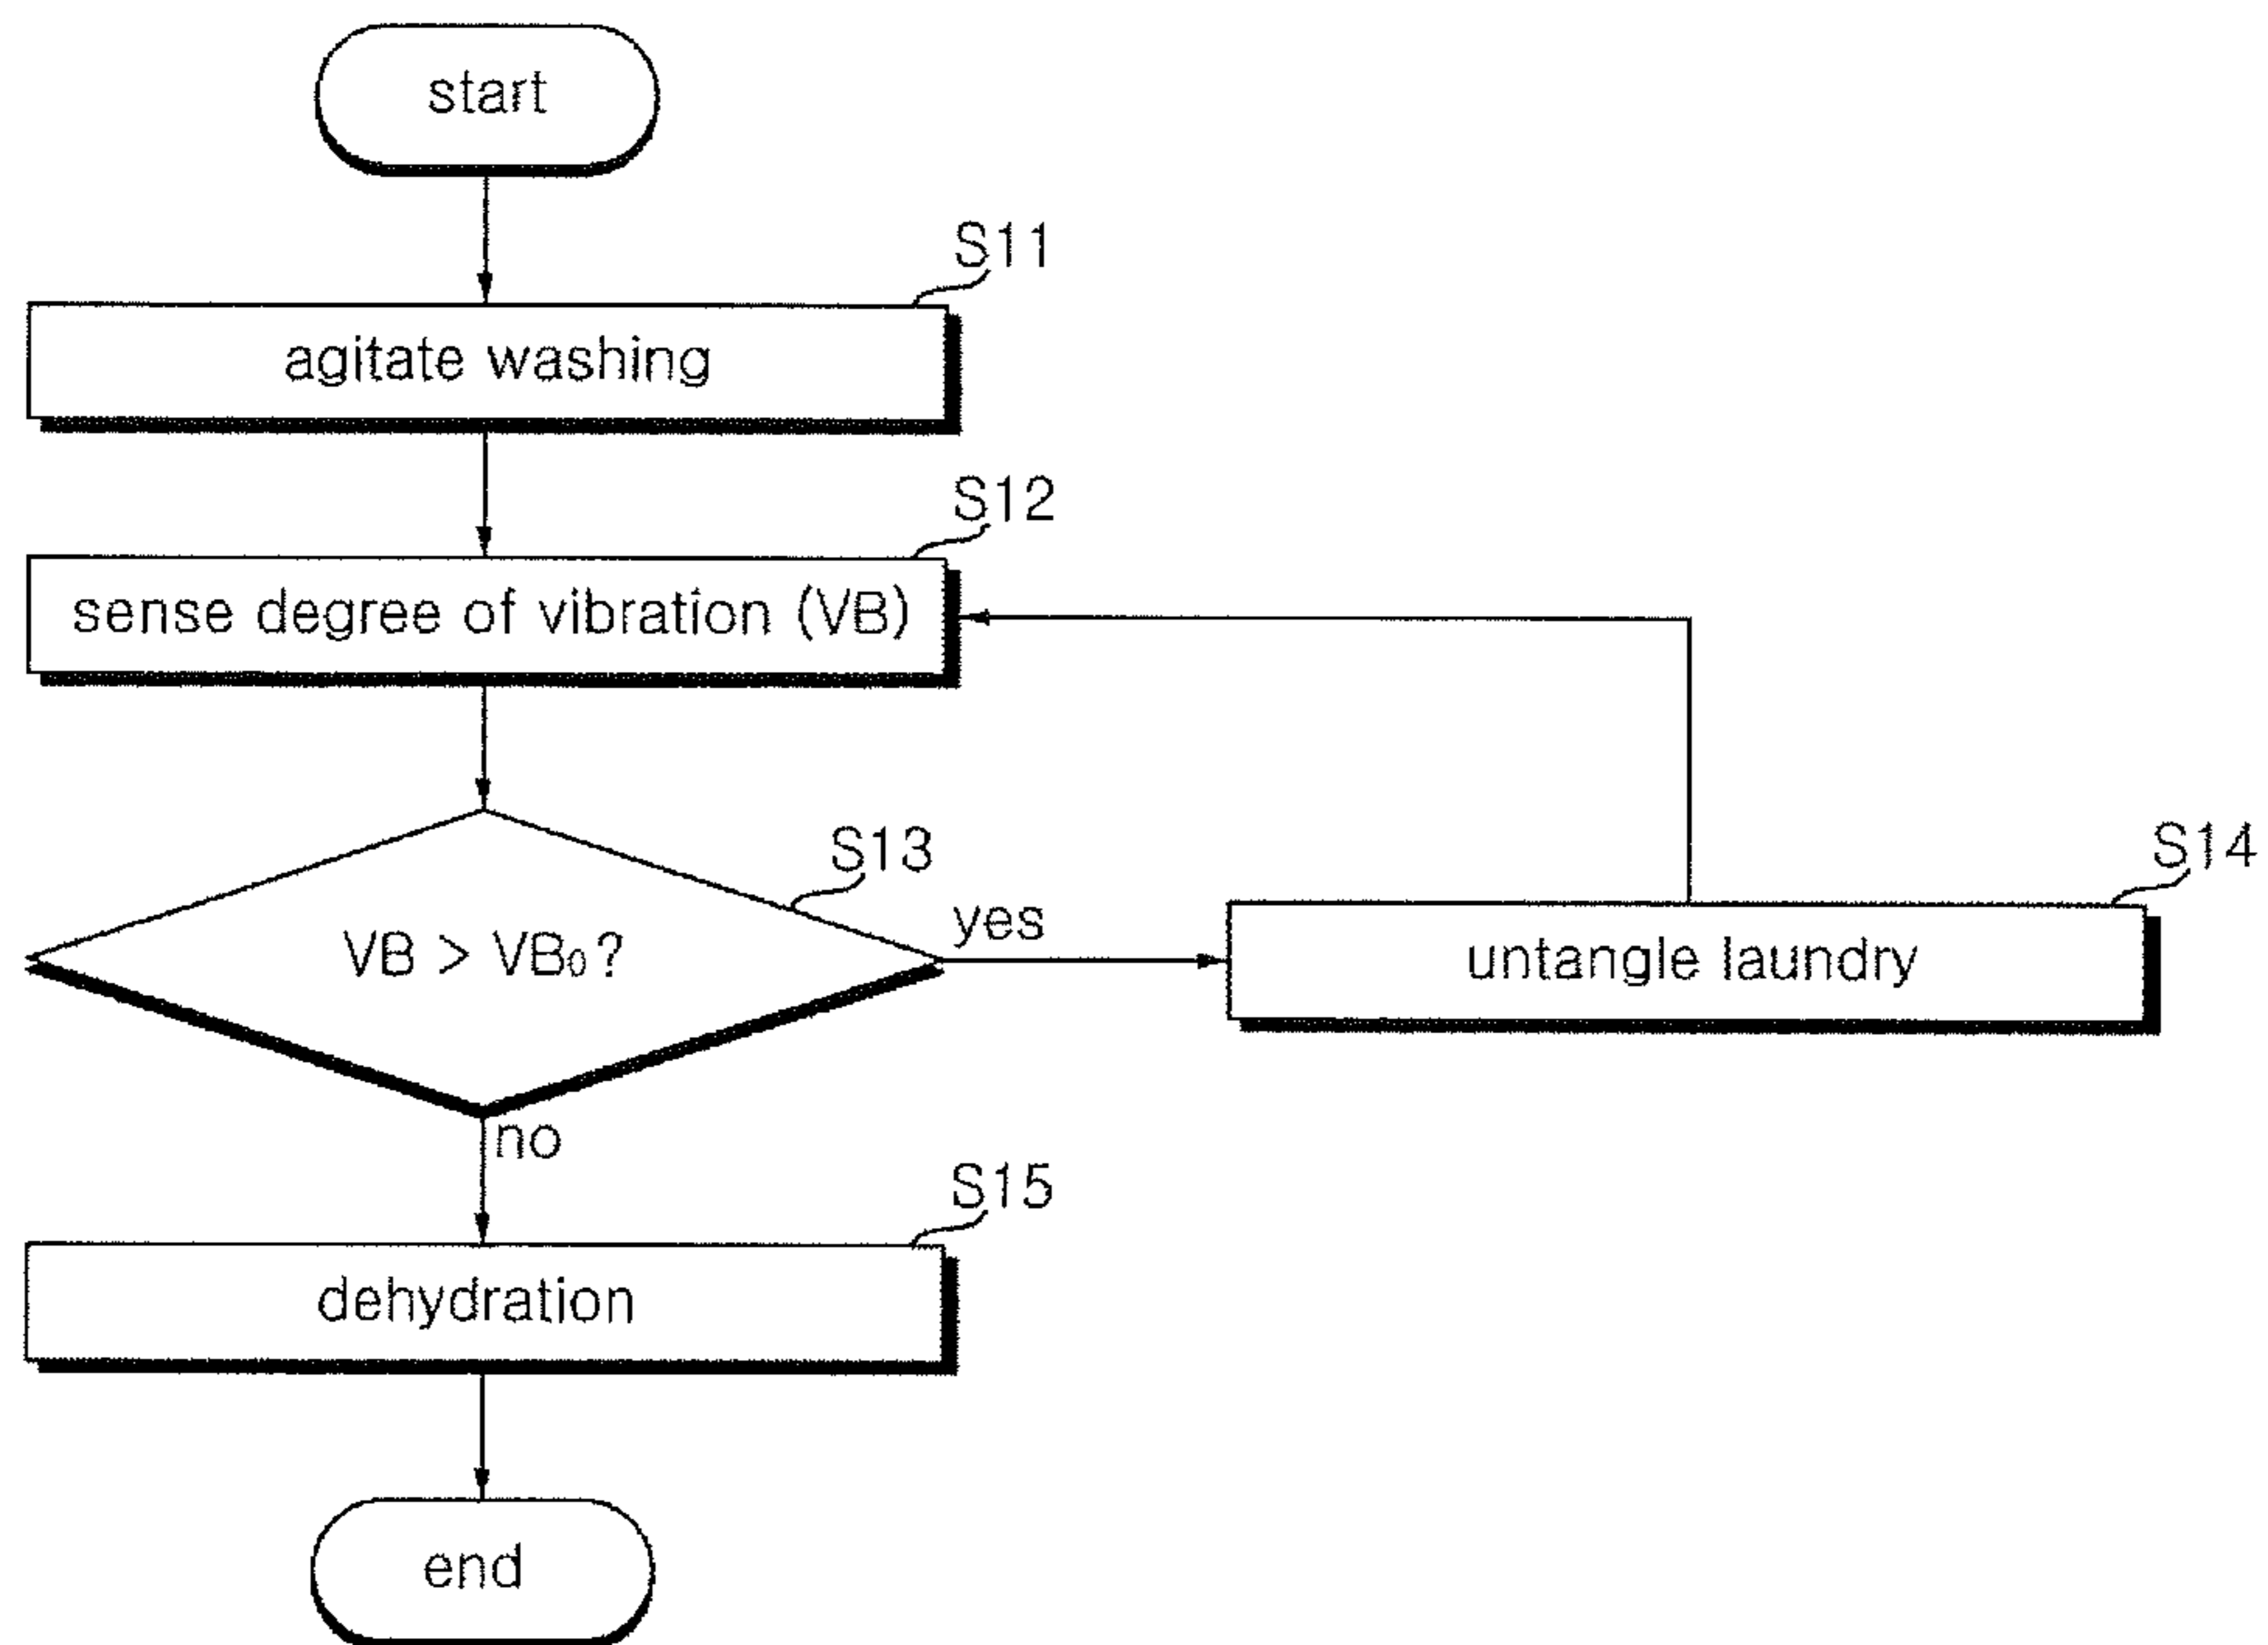 start
S11
agitate washing
S12
sense degree of vibration (VB)
S13
VB > VB₀?
yes
S14
untangle laundry
no
S15
dehydration
end